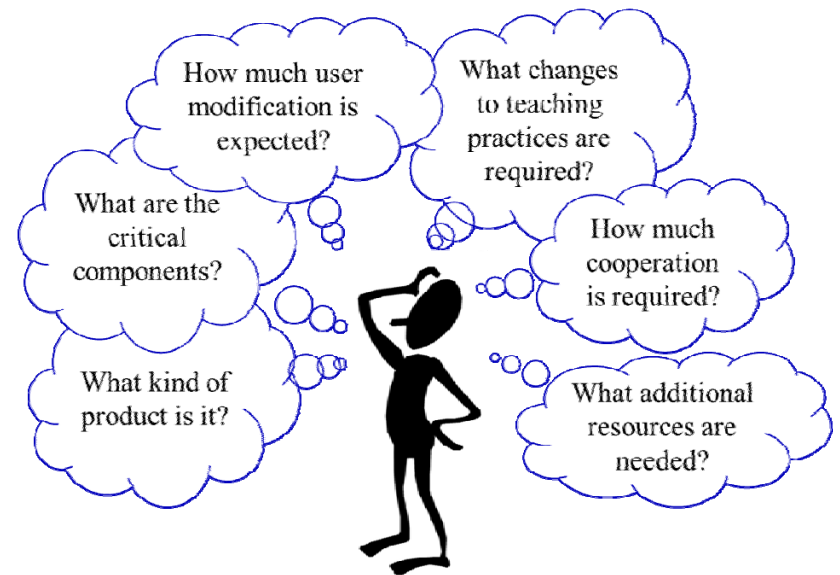 How much user
modification is
expected?
What changes
to teaching
practices are
required?
What are the
critical
components?
How much
cooperation
is required?
What kind of
product is it?
What additional
resources are
needed?